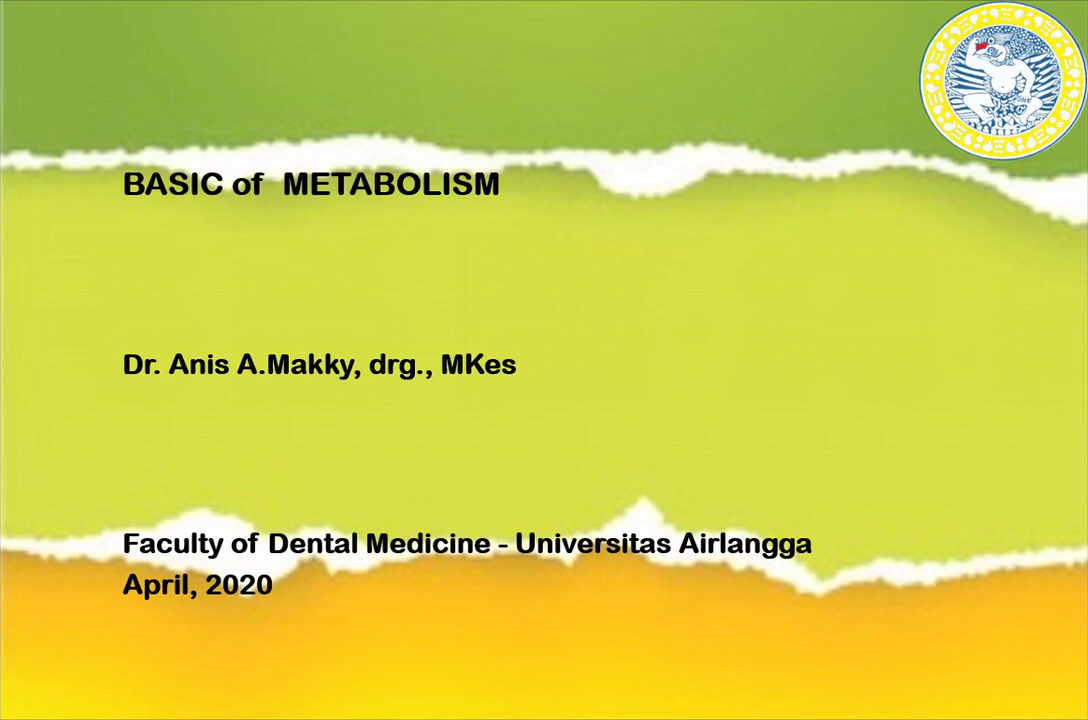 BASIC of METABOLISM
Dr. Anis A.Makky, drg., MKes
Faculty of Dental Medicine - Universitas Airlangga
April, 2020